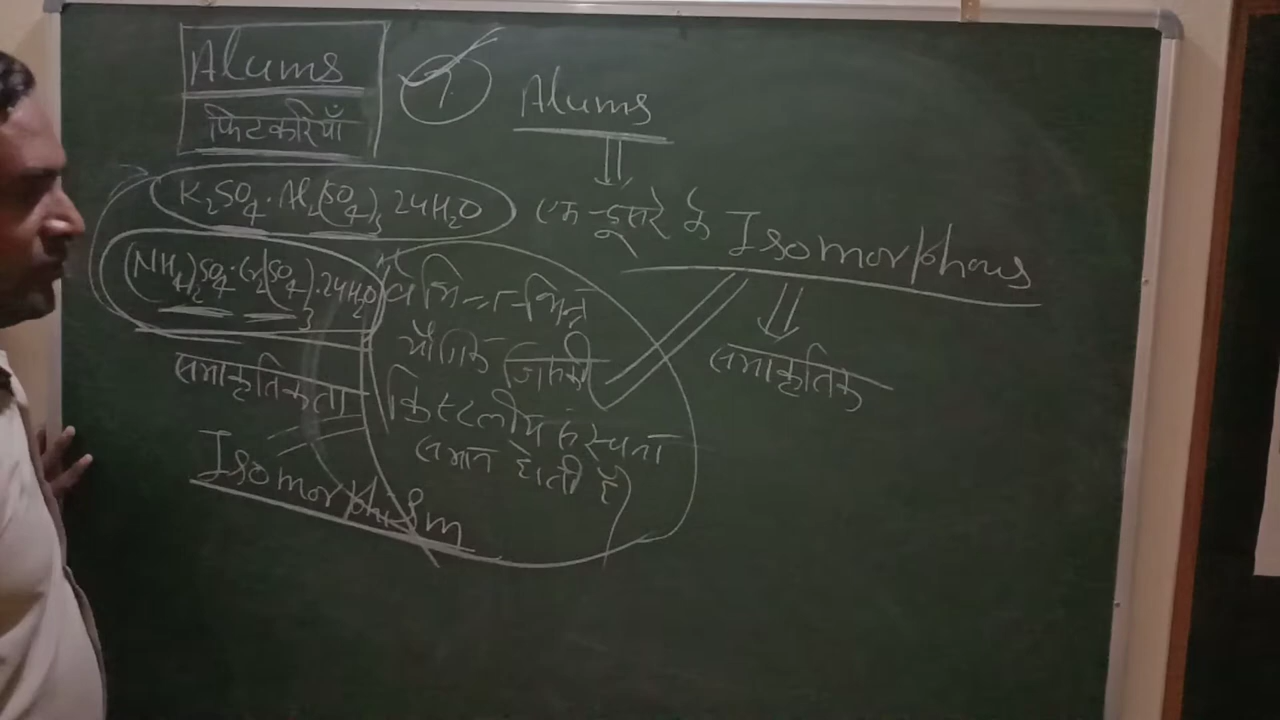 Alums
फिटकरियाँ
1.
Alums
K₂SO₄·Al₂(SO₄)₃ 24H₂O
एक-दूसरे के Isomorphous
(NH₄)₂SO₄·Cr₂(SO₄)₃·24H₂O
समाकृतिक
वे भिन्न-भिन्न
यौगिक जिनकी
क्रिस्टलीय संरचना
समान होती है
समाकृतिकता
Isomorphism